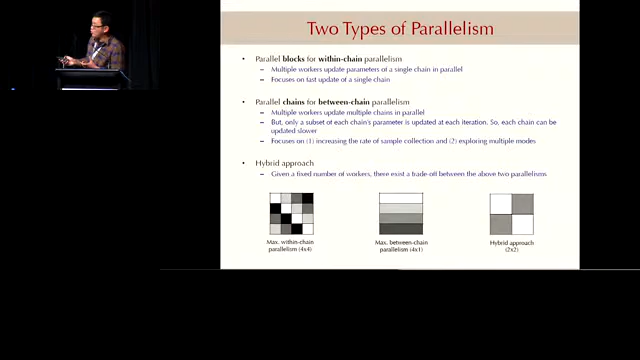 Two Types of Parallelism
• Parallel blocks for within-chain parallelism
– Multiple workers update parameters of a single chain in parallel
– Focuses on fast update of a single chain
• Parallel chains for between-chain parallelism
– Multiple workers update multiple chains in parallel
– But, only a subset of each chain's parameter is updated at each iteration. So, each chain can be
updated slower
– Focuses on (1) increasing the rate of sample collection and (2) exploring multiple modes
• Hybrid approach
– Given a fixed number of workers, there exist a trade-off between the above two parallelisms
Max. within-chain
parallelism (4x4)
Max. between-chain
parallelism (4x1)
Hybrid approach
(2x2)